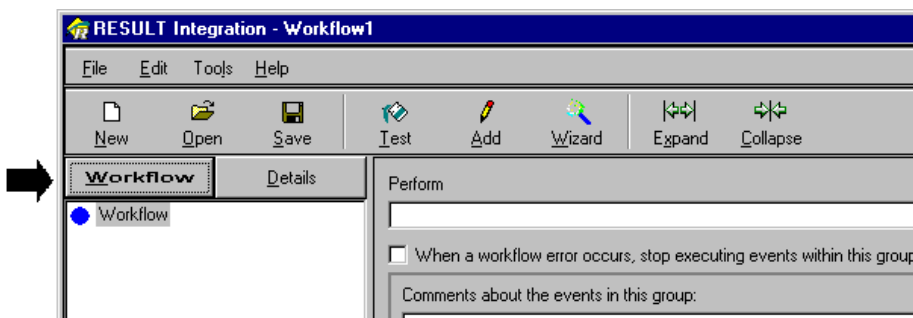 RESULT Integration - Workflow1
File Edit Tools Help
New Open Save Test Add Wizard Expand Collapse
Workflow Details
Perform
Workflow
When a workflow error occurs, stop executing events within this group
Comments about the events in this group: